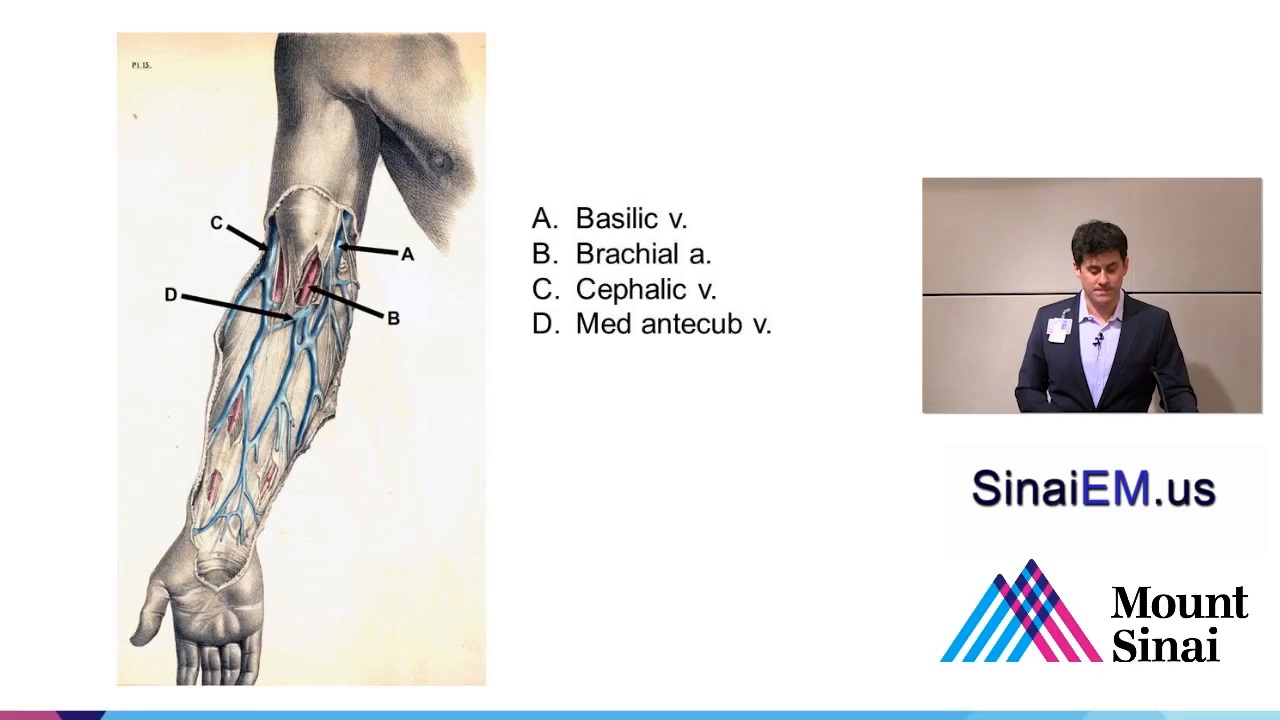 Pl.15.
C
A
D
B
A. Basilic v.
B. Brachial a.
C. Cephalic v.
D. Med antecub v.
SinaiEM.us
Mount
Sinai